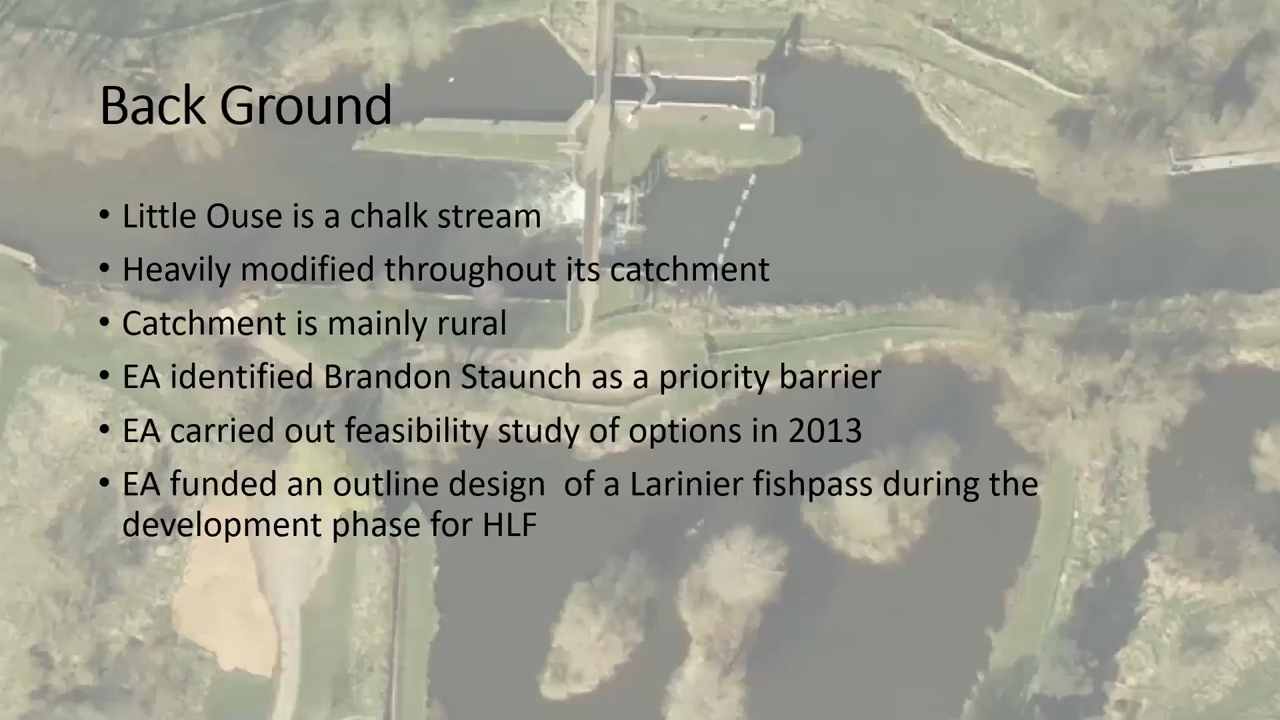 Back Ground
• Little Ouse is a chalk stream
• Heavily modified throughout its catchment
• Catchment is mainly rural
• EA identified Brandon Staunch as a priority barrier
• EA carried out feasibility study of options in 2013
• EA funded an outline design  of a Larinier fishpass during the
development phase for HLF